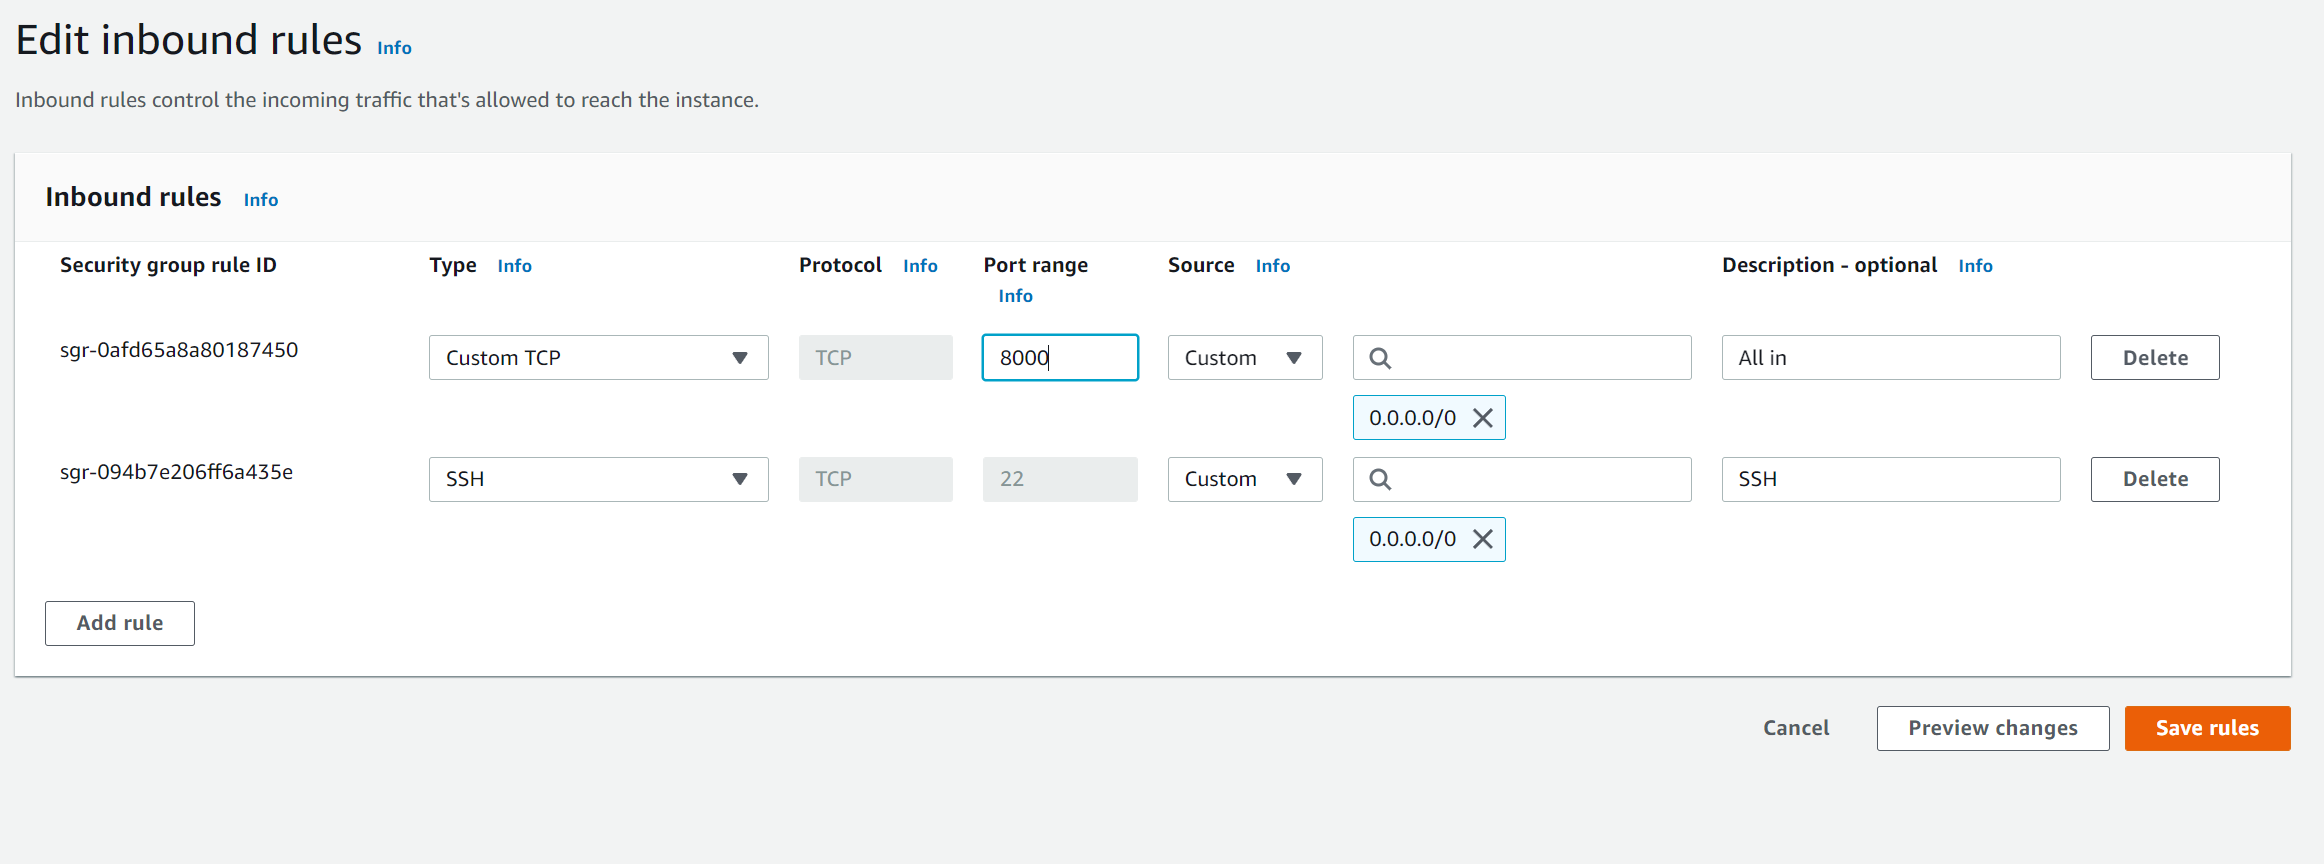 Edit inbound rules Info
Inbound rules control the incoming traffic that's allowed to reach the instance.
Inbound rules Info
Security group rule ID Type Info Protocol Info Port range Info Source Info Description - optional Info
sgr-0afd65a8a80187450 Custom TCP TCP 8000 Custom All in Delete
0.0.0.0/0
sgr-094b7e206ff6a435e SSH TCP 22 Custom SSH Delete
0.0.0.0/0
Add rule
Cancel Preview changes Save rules